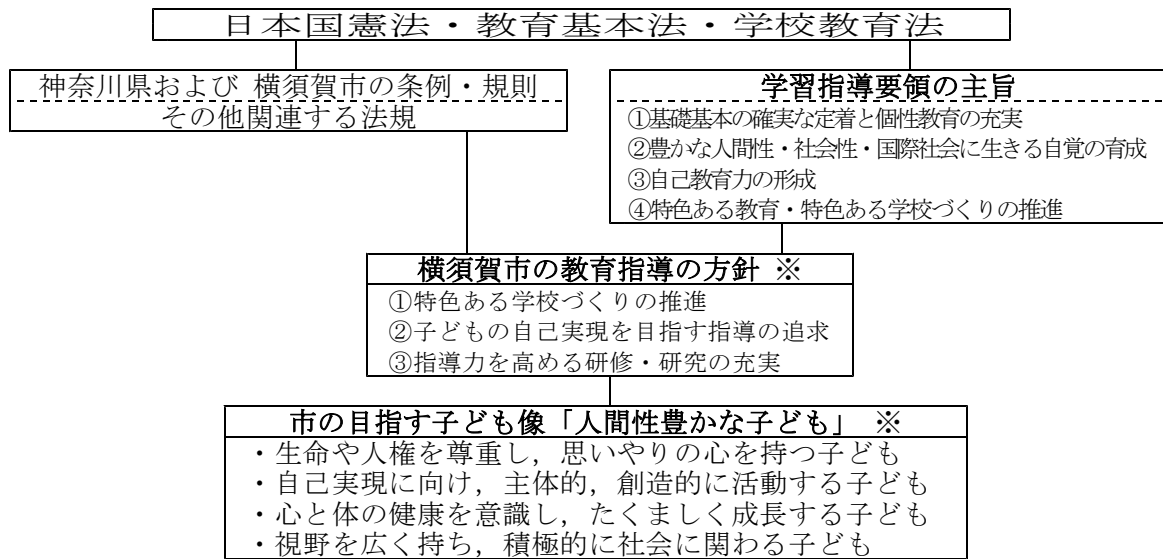 日本国憲法・教育基本法・学校教育法
神奈川県および 横須賀市の条例・規則
その他関連する法規
学習指導要領の主旨
①基礎基本の確実な定着と個性教育の充実
②豊かな人間性・社会性・国際社会に生きる自覚の育成
③自己教育力の形成
④特色ある教育・特色ある学校づくりの推進
横須賀市の教育指導の方針 ※
①特色ある学校づくりの推進
②子どもの自己実現を目指す指導の追求
③指導力を高める研修・研究の充実
市の目指す子ども像「人間性豊かな子ども」 ※
・生命や人権を尊重し，思いやりの心を持つ子ども
・自己実現に向け，主体的，創造的に活動する子ども
・心と体の健康を意識し，たくましく成長する子ども
・視野を広く持ち，積極的に社会に関わる子ども